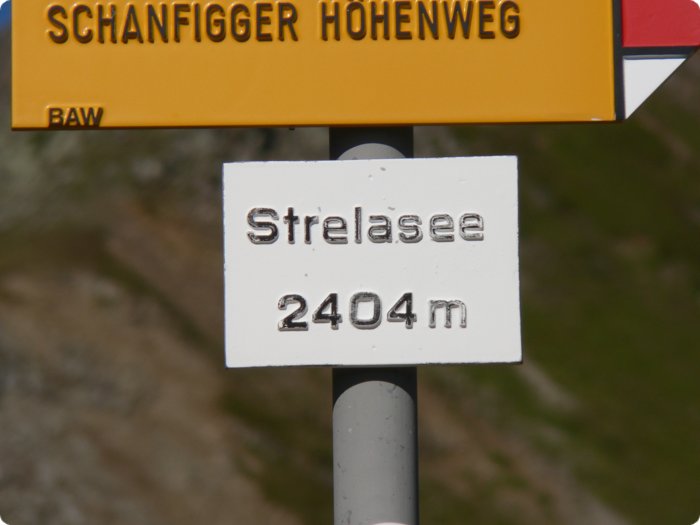 SCHANFIGGER HÖHENWEG
BAW
Strelasee
2404 m